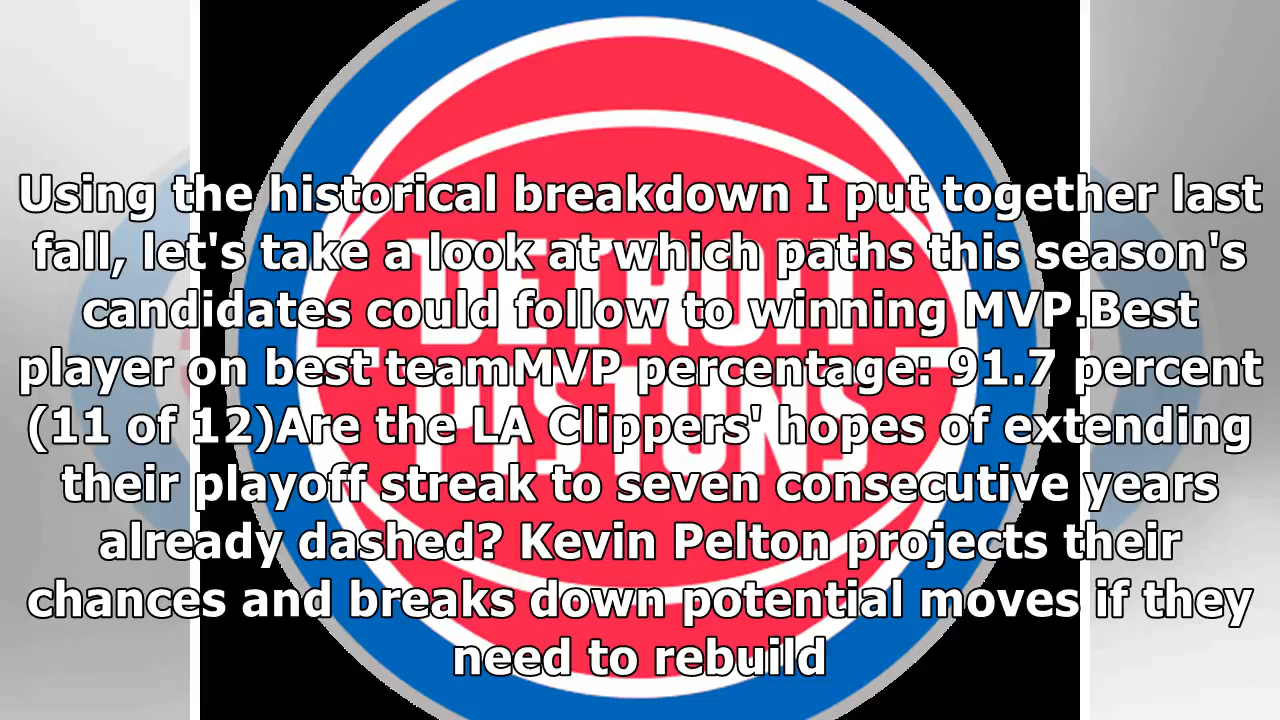 Using the historical breakdown I put together last
fall, let's take a look at which paths this season's
candidates could follow to winning MVP.Best
player on best teamMVP percentage: 91.7 percent
(11 of 12)Are the LA Clippers' hopes of extending
their playoff streak to seven consecutive years
already dashed? Kevin Pelton projects their
chances and breaks down potential moves if they
need to rebuild
DETROIT
PISTONS